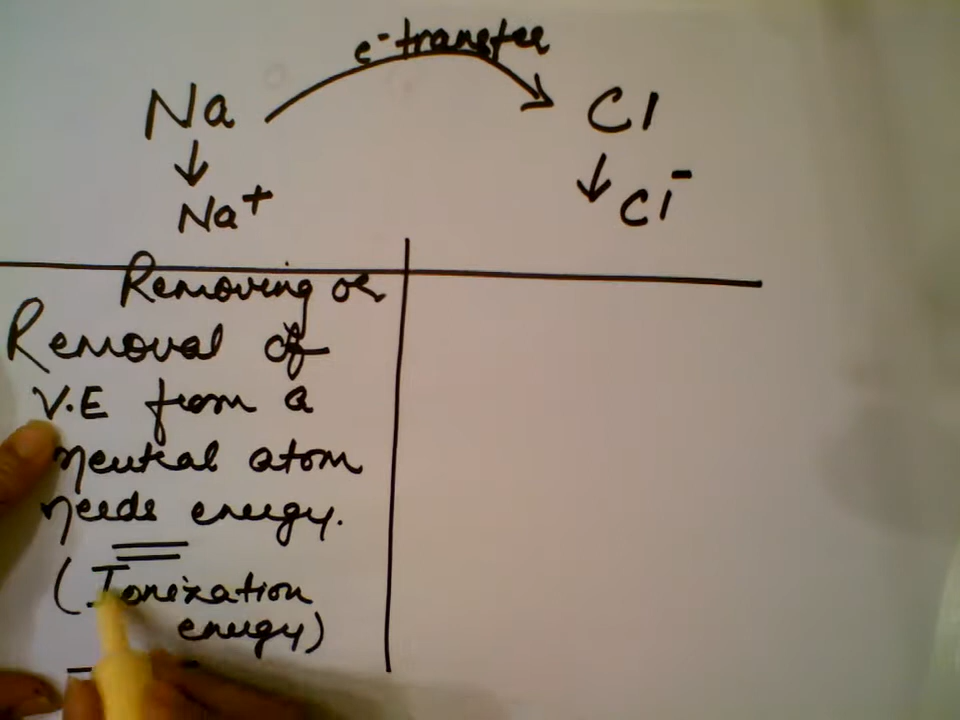 e⁻ transfer
Na Cl
Na⁺ Cl⁻
Removing or
Removal of
V.E from a
neutral atom
needs energy.
(Ionization
energy)